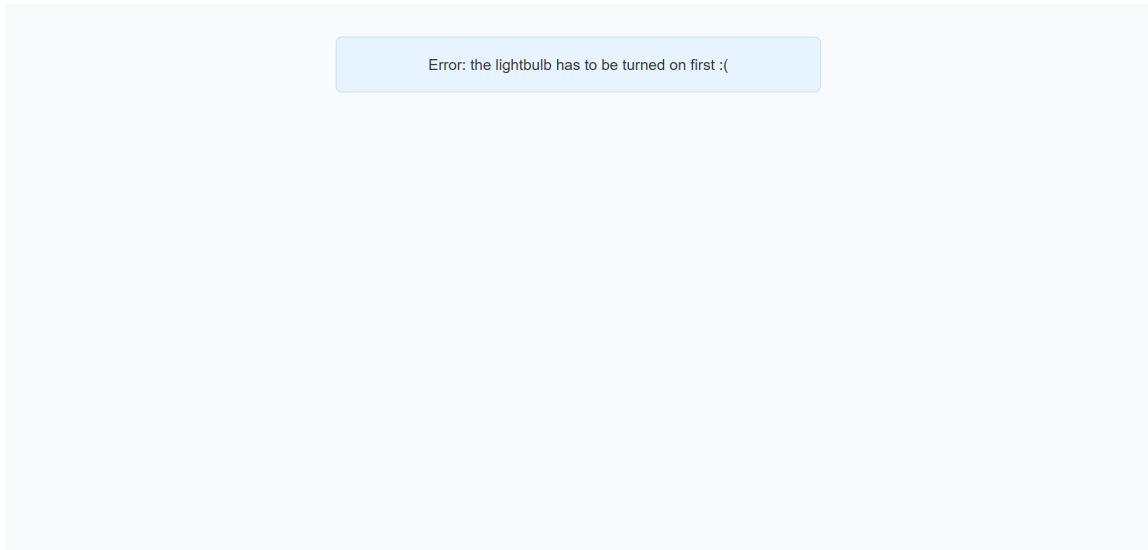 Error: the lightbulb has to be turned on first :(